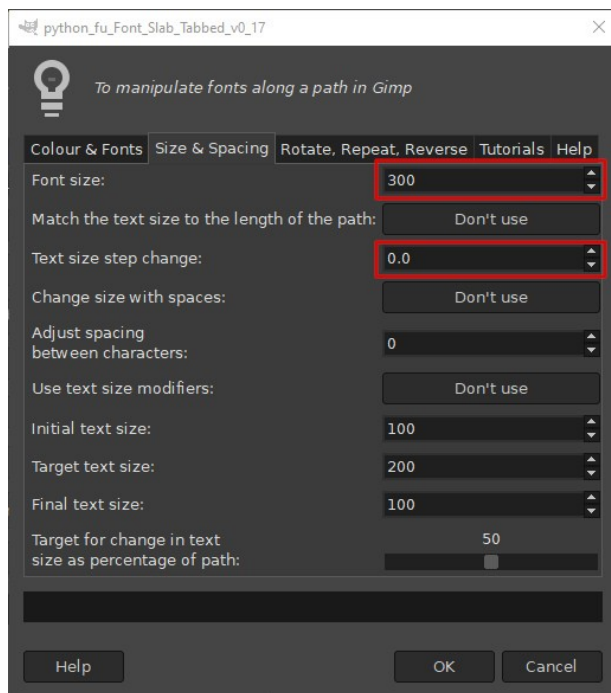 python_fu_Font_Slab_Tabbed_v0_17
To manipulate fonts along a path in Gimp
Colour & Fonts Size & Spacing Rotate, Repeat, Reverse Tutorials Help
Font size: 300
Match the text size to the length of the path: Don't use
Text size step change: 0.0
Change size with spaces: Don't use
Adjust spacing
between characters: 0
Use text size modifiers: Don't use
Initial text size: 100
Target text size: 200
Final text size: 100
Target for change in text 50
size as percentage of path:
Help OK Cancel